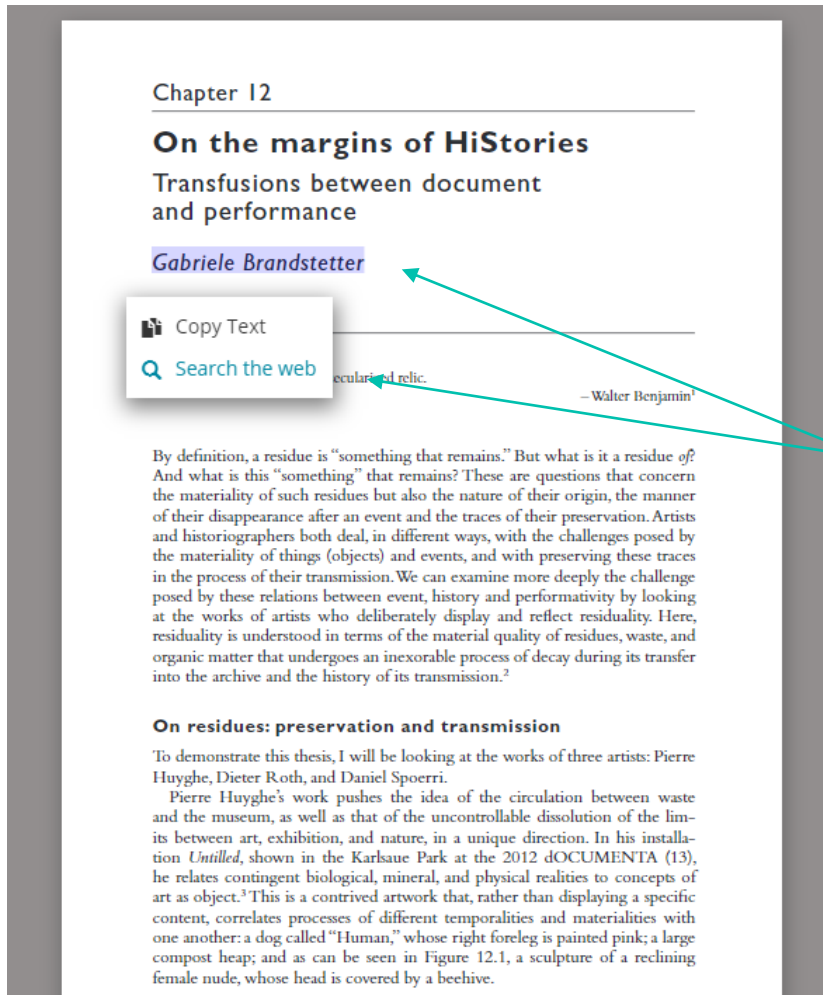 Chapter 12
On the margins of HiStories
Transfusions between document
and performance
Gabriele Brandstetter
Copy Text
Search the web
ecularised relic.
– Walter Benjamin¹
By definition, a residue is “something that remains.” But what is it a residue of?
And what is this “something” that remains? These are questions that concern
the materiality of such residues but also the nature of their origin, the manner
of their disappearance after an event and the traces of their preservation. Artists
and historiographers both deal, in different ways, with the challenges posed by
the materiality of things (objects) and events, and with preserving these traces
in the process of their transmission. We can examine more deeply the challenge
posed by these relations between event, history and performativity by looking
at the works of artists who deliberately display and reflect residuality. Here,
residuality is understood in terms of the material quality of residues, waste, and
organic matter that undergoes an inexorable process of decay during its transfer
into the archive and the history of its transmission.²
On residues: preservation and transmission
To demonstrate this thesis, I will be looking at the works of three artists: Pierre
Huyghe, Dieter Roth, and Daniel Spoerri.
Pierre Huyghe’s work pushes the idea of the circulation between waste
and the museum, as well as that of the uncontrollable dissolution of the lim-
its between art, exhibition, and nature, in a unique direction. In his installa-
tion Untilled, shown in the Karlsaue Park at the 2012 dOCUMENTA (13),
he relates contingent biological, mineral, and physical realities to concepts of
art as object.³ This is a contrived artwork that, rather than displaying a specific
content, correlates processes of different temporalities and materialities with
one another: a dog called “Human,” whose right foreleg is painted pink; a large
compost heap; and as can be seen in Figure 12.1, a sculpture of a reclining
female nude, whose head is covered by a beehive.